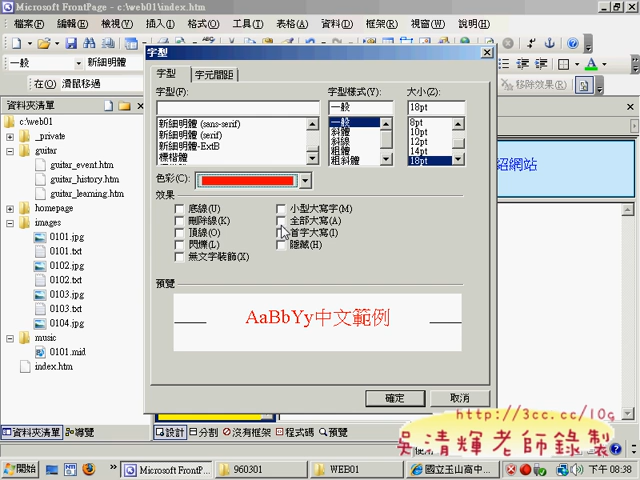 Microsoft FrontPage - c:\web01\index.htm
檔案(F) 編輯(E) 檢視(V) 插入(I) 格式(O) 工具(T) 表格(A) 資料(D) 框架(R) 視窗(W) 說明(H)
一般 新細明體
在(O) 滑鼠移過 移除效果(R)
資料夾清單
c:\web01
_private
guitar
guitar_event.htm
guitar_history.htm
guitar_learning.htm
homepage
images
0101.jpg
0101.txt
0102.jpg
0102.txt
0103.jpg
0103.txt
0104.jpg
music
0101.mid
index.htm
資料夾清單 導覽
字型
字型 字元間距
字型(F): 字型樣式(Y): 大小(Z):
一般 18pt
新細明體 (sans-serif)
新細明體 (serif)
新細明體-ExtB
標楷體
一般
斜體
斜線
粗體
粗斜體
8pt
10pt
12pt
14pt
18pt
色彩(C):
效果
底線(U) 小型大寫字(M)
刪除線(K) 全部大寫(A)
頂線(O) 首字大寫(I)
閃爍(L) 隱藏(H)
無文字裝飾(X)
預覽
AaBbYy中文範例
確定 取消
紹網站
設計 分割 沒有框架 程式碼 預覽
http://3cc.cc/10g
吳清輝老師錄製
開始 Microsoft FrontP... 960301 WEB01 國立玉山高中... 下午 08:38